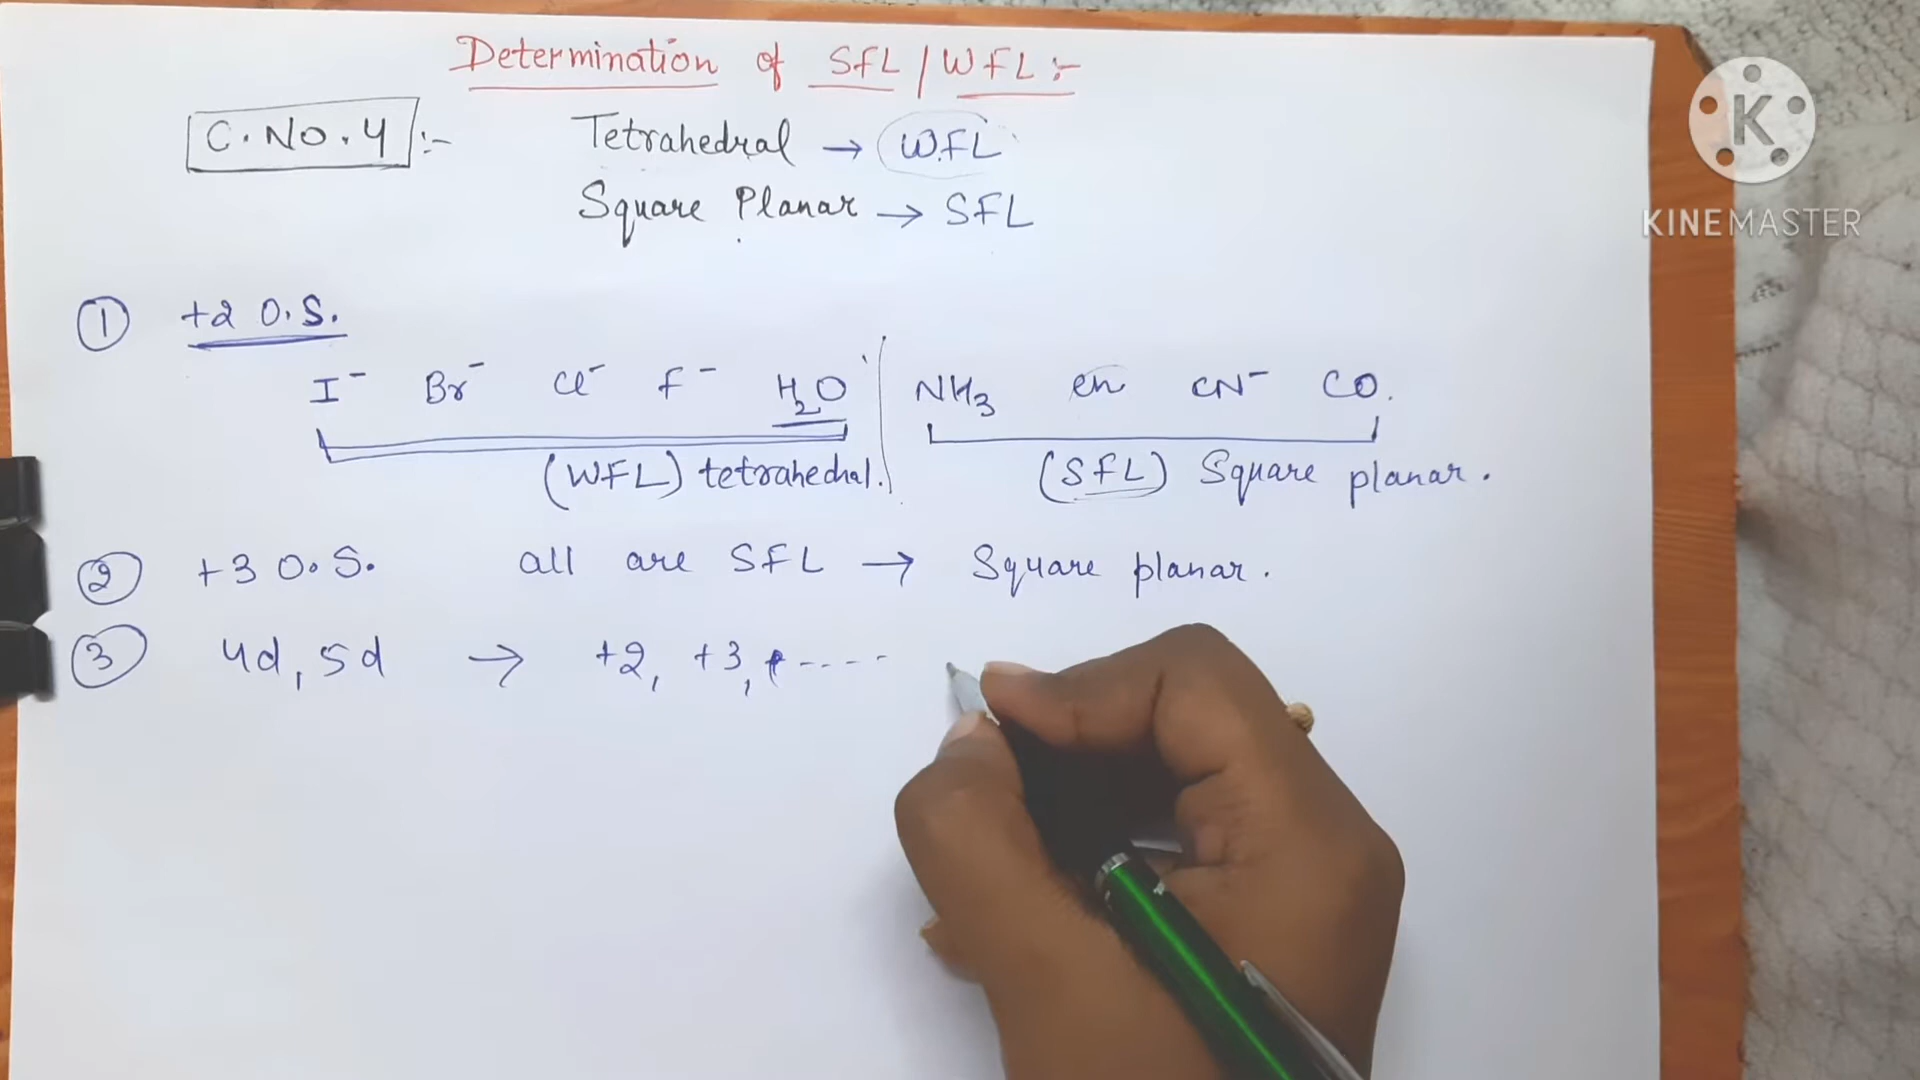 Determination of SFL/WFL :-
C.NO.4 :- Tetrahedral → W.FL
Square Planar → SFL
① +2 O.S.
I⁻ Br⁻ Cl⁻ F⁻ H₂O NH₃ en CN⁻ CO.
(WFL) tetrahedral. (SFL) Square planar.
② +3 O.S. all are SFL → Square planar.
③ 4d, 5d → +2, +3, ----
K
KINEMASTER